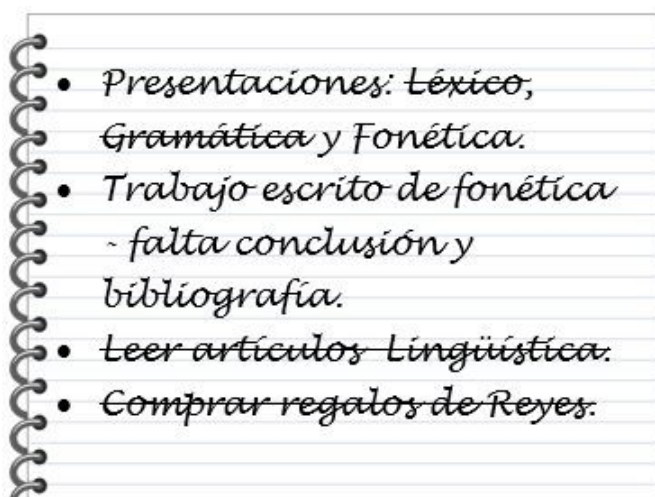 • Presentaciones: Léxico,
Gramática y Fonética.
• Trabajo escrito de fonética
- falta conclusión y
bibliografía.
• Leer artículos Lingüística.
• Comprar regalos de Reyes.